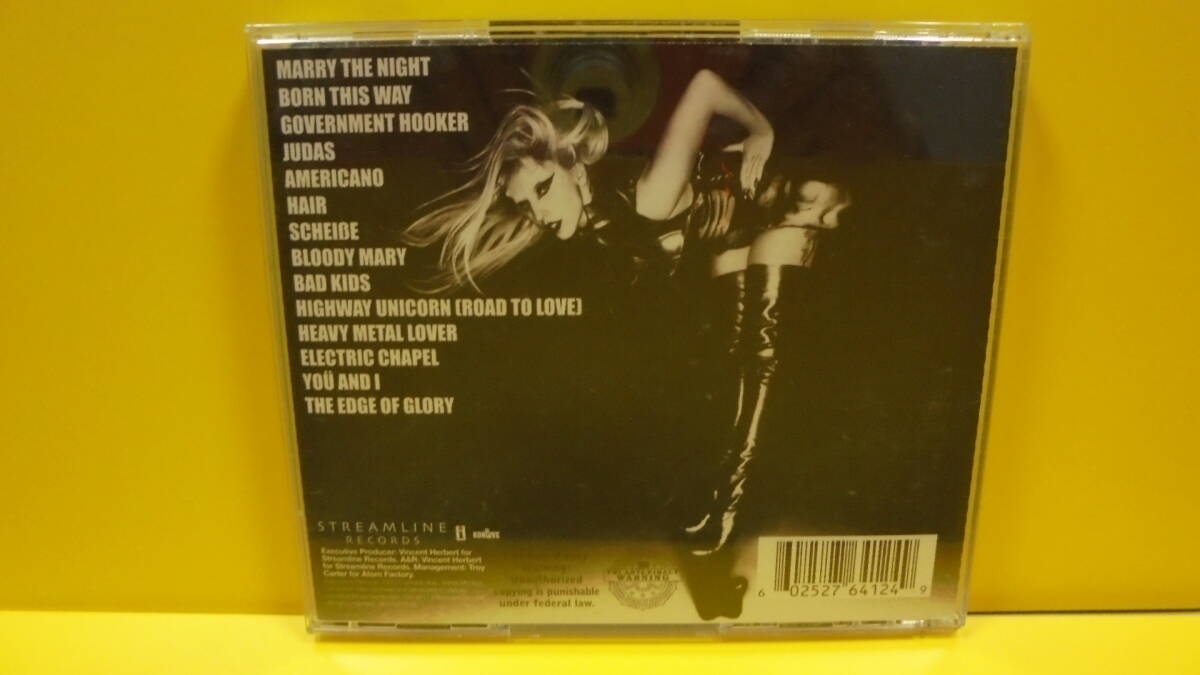 MARRY THE NIGHT
BORN THIS WAY
GOVERNMENT HOOKER
JUDAS
AMERICANO
HAIR
SCHEIßE
BLOODY MARY
BAD KIDS
HIGHWAY UNICORN (ROAD TO LOVE)
HEAVY METAL LOVER
ELECTRIC CHAPEL
YOÜ AND I
THE EDGE OF GLORY
STREAMLINE
RECORDS
i KONLIVE
Executive Producer: Vincent Herbert for
Streamline Records. A&R: Vincent Herbert
for Streamline Records. Management: Troy
Carter for Atom Factory.
Unauthorized
copying is punishable
under federal law.
WARNING
6 02527 64124 9